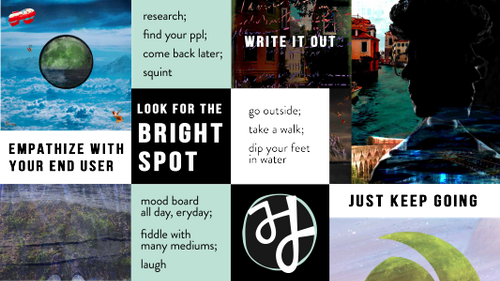 research;
find your ppl;
come back later;
squint
WRITE IT OUT
LOOK FOR THE
BRIGHT
SPOT
go outside;
take a walk;
dip your feet
in water
EMPATHIZE WITH
YOUR END USER
mood board
all day, eryday;
fiddle with
many mediums;
laugh
JUST KEEP GOING